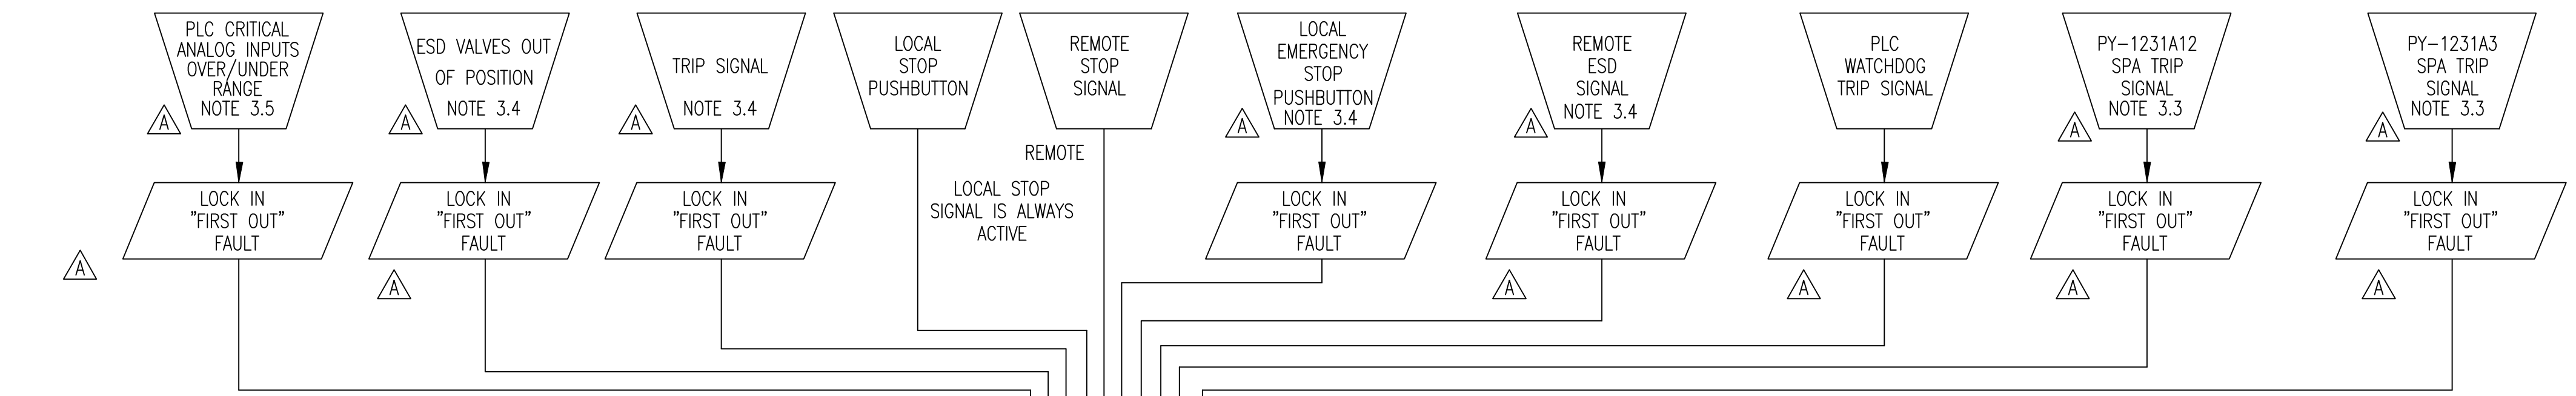 PLC CRITICAL
ANALOG INPUTS
OVER/UNDER
RANGE
NOTE 3.5
ESD VALVES OUT
OF POSITION
NOTE 3.4
TRIP SIGNAL
NOTE 3.4
LOCAL
STOP
PUSHBUTTON
REMOTE
STOP
SIGNAL
LOCAL
EMERGENCY
STOP
PUSHBUTTON
NOTE 3.4
REMOTE
ESD
SIGNAL
NOTE 3.4
PLC
WATCHDOG
TRIP SIGNAL
PY-1231A12
SPA TRIP
SIGNAL
NOTE 3.3
PY-1231A3
SPA TRIP
SIGNAL
NOTE 3.3
A
A
A
A
A
A
A
REMOTE
LOCAL STOP
SIGNAL IS ALWAYS
ACTIVE
LOCK IN
"FIRST OUT"
FAULT
LOCK IN
"FIRST OUT"
FAULT
LOCK IN
"FIRST OUT"
FAULT
LOCK IN
"FIRST OUT"
FAULT
LOCK IN
"FIRST OUT"
FAULT
LOCK IN
"FIRST OUT"
FAULT
LOCK IN
"FIRST OUT"
FAULT
LOCK IN
"FIRST OUT"
FAULT
A
A
A
A
A
A